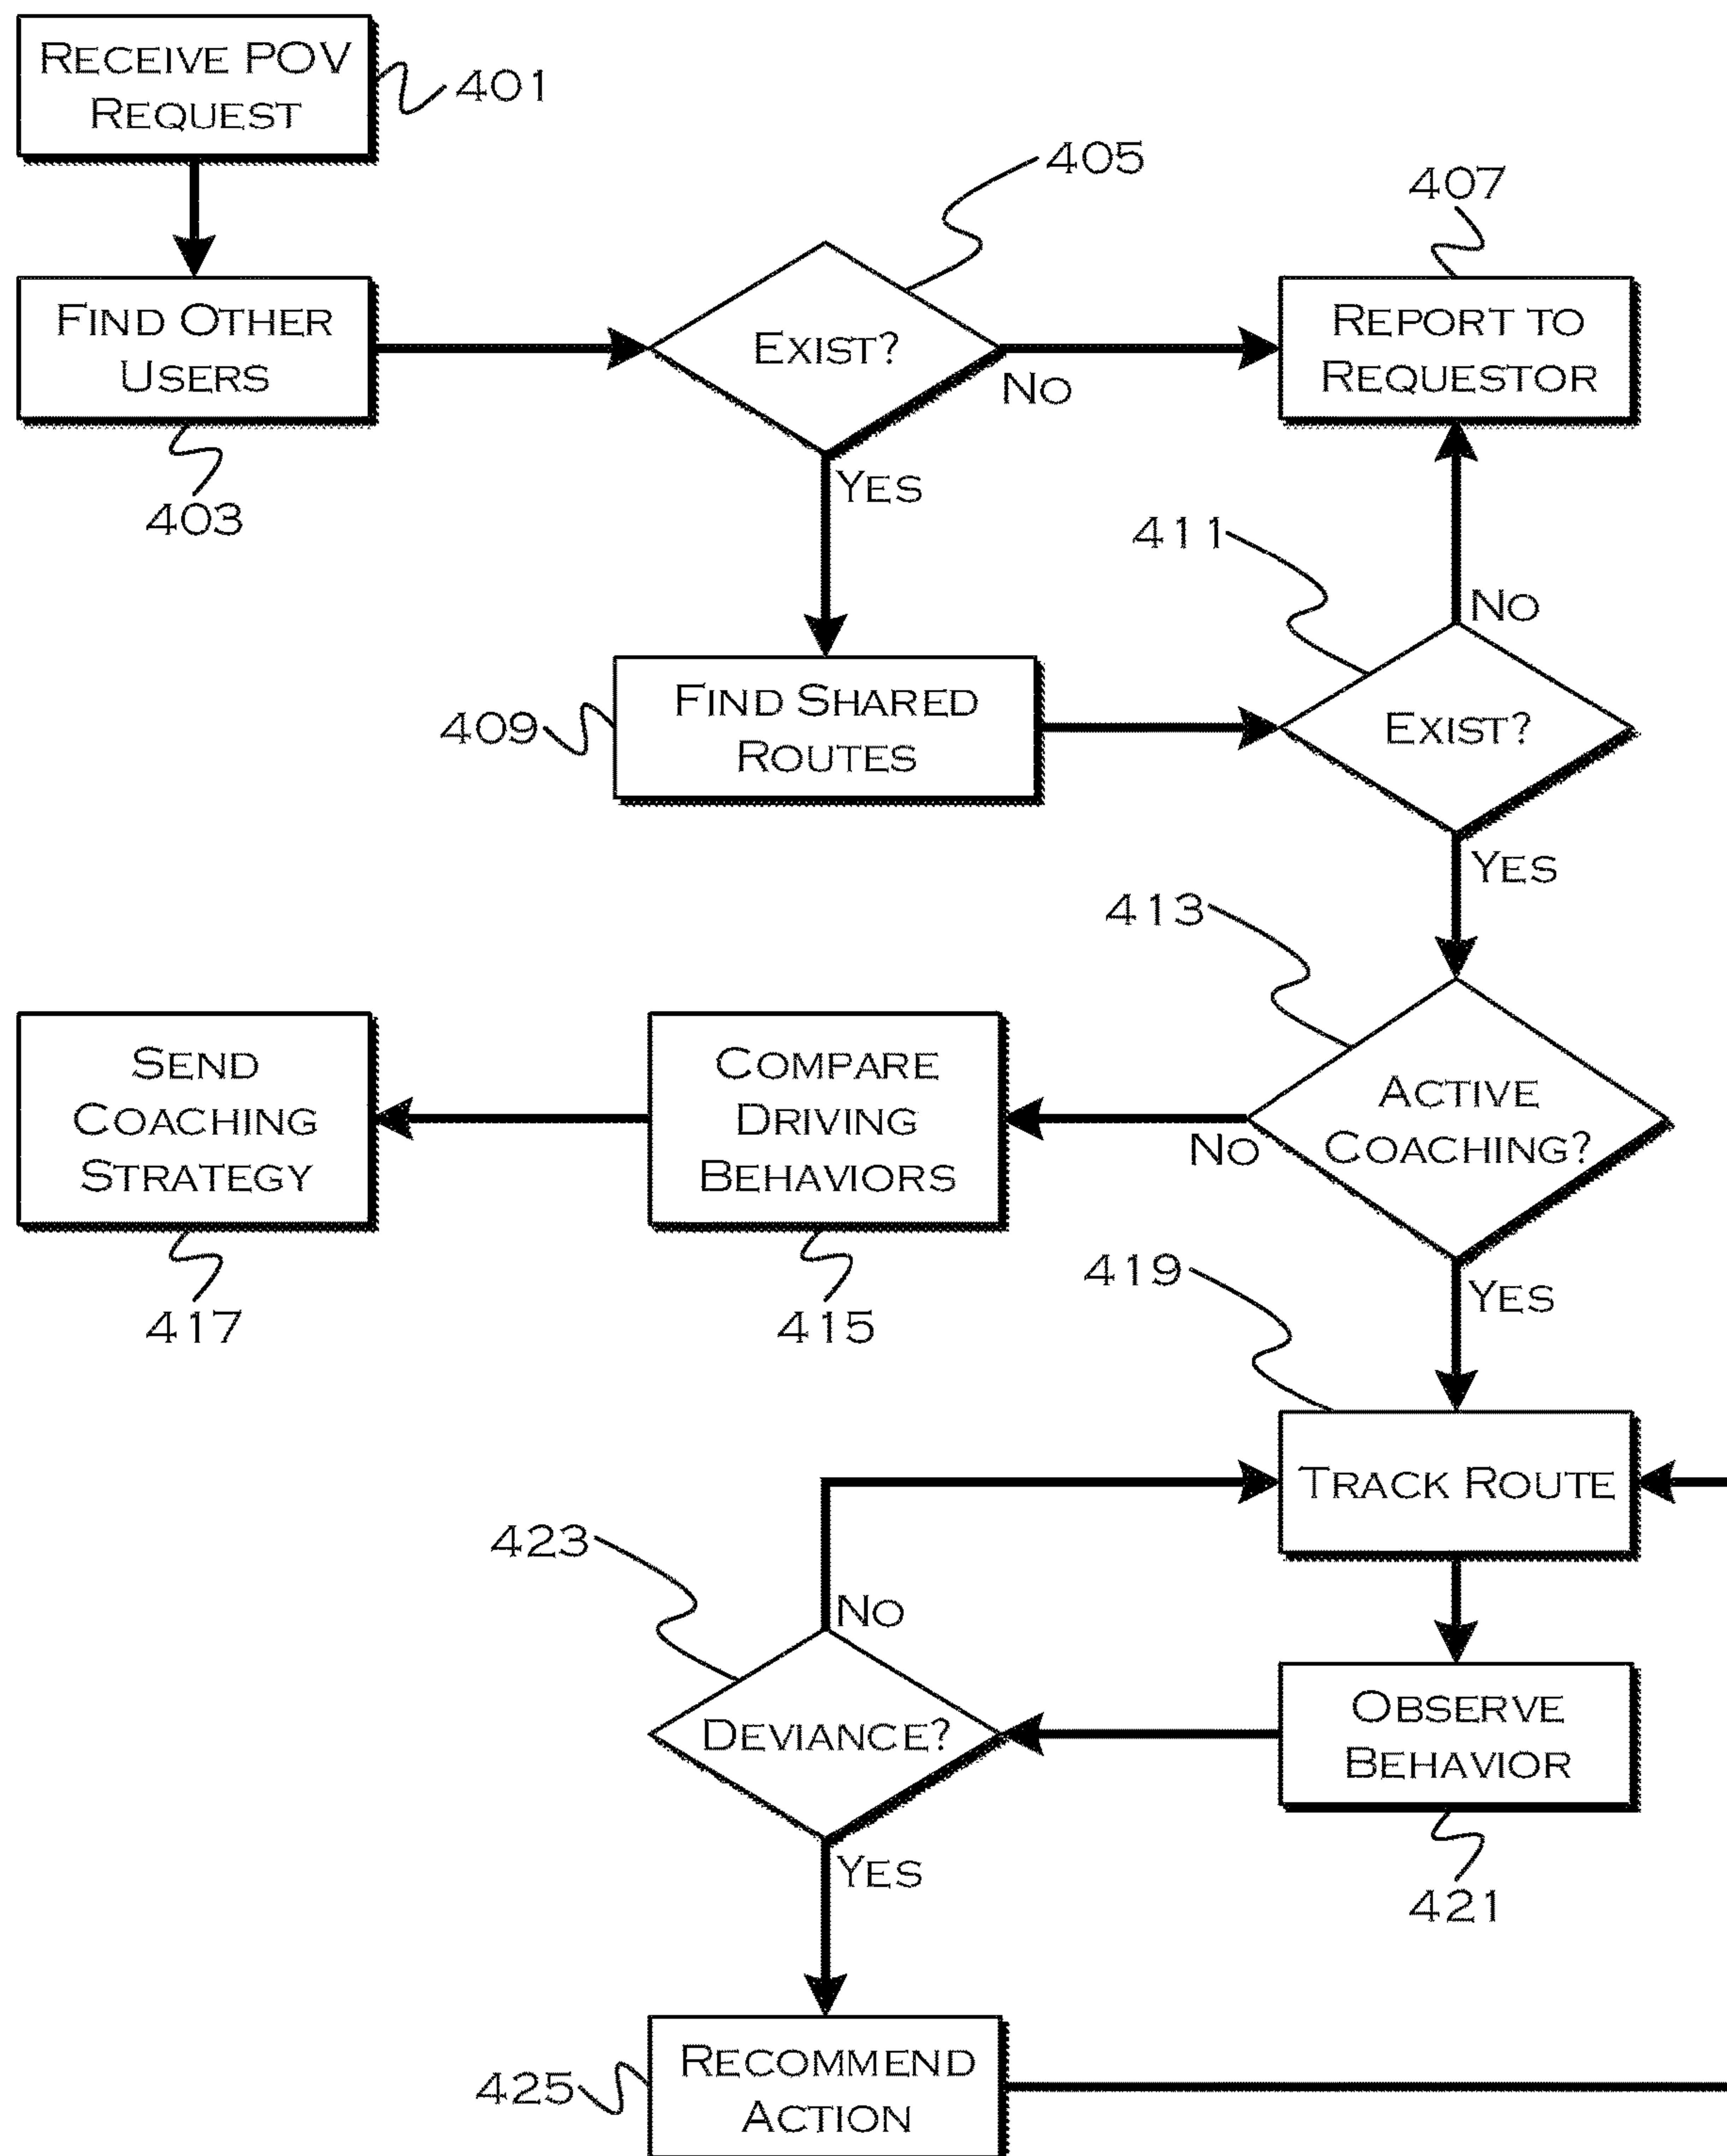 RECEIVE POV
REQUEST
401
405
407
FIND OTHER
USERS
EXIST?
NO
REPORT TO
REQUESTOR
YES
403
411
NO
FIND SHARED
ROUTES
409
EXIST?
YES
413
SEND
COACHING
STRATEGY
COMPARE
DRIVING
BEHAVIORS
NO
ACTIVE
COACHING?
419
YES
417
415
TRACK ROUTE
423
NO
DEVIANCE?
OBSERVE
BEHAVIOR
YES
421
RECOMMEND
ACTION
425